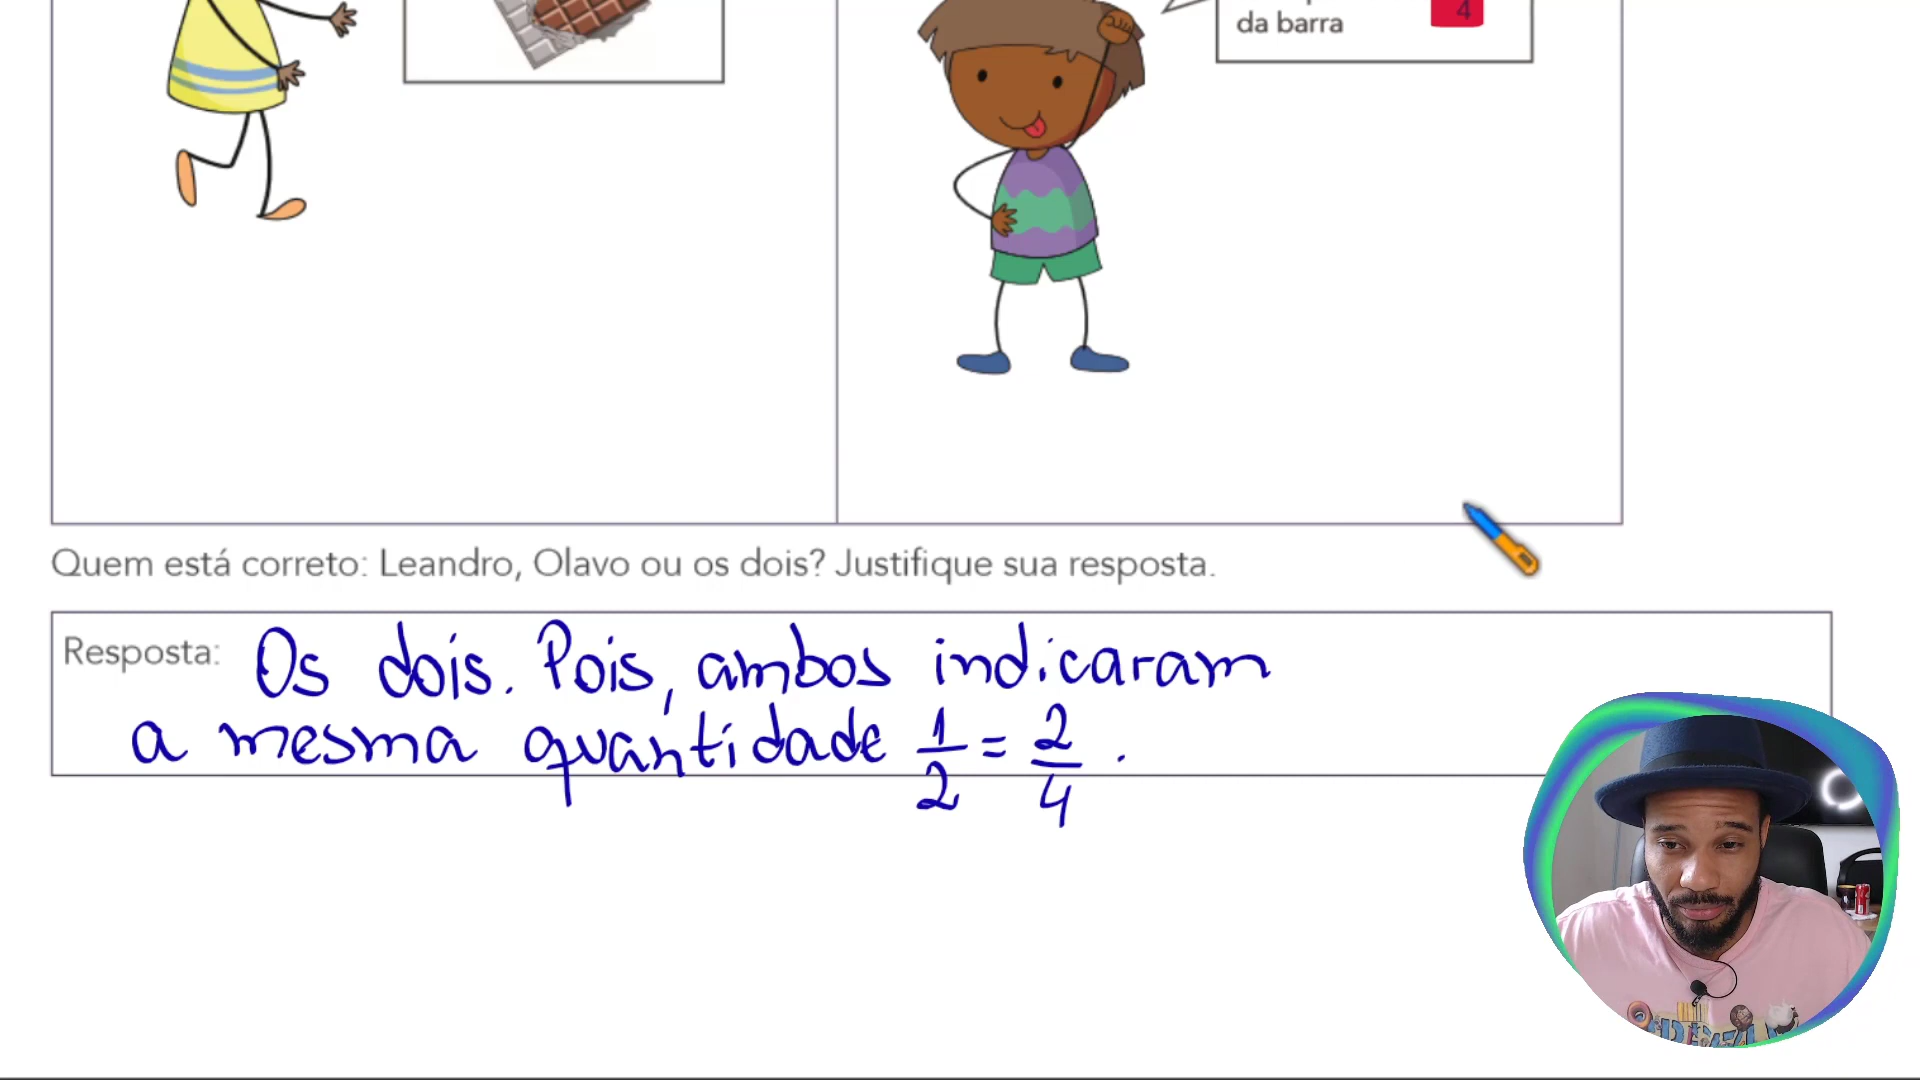 4
da barra
Quem está correto: Leandro, Olavo ou os dois? Justifique sua resposta.
Resposta: Os dois. Pois, ambos indicaram
a mesma quantidade 1/2 = 2/4.